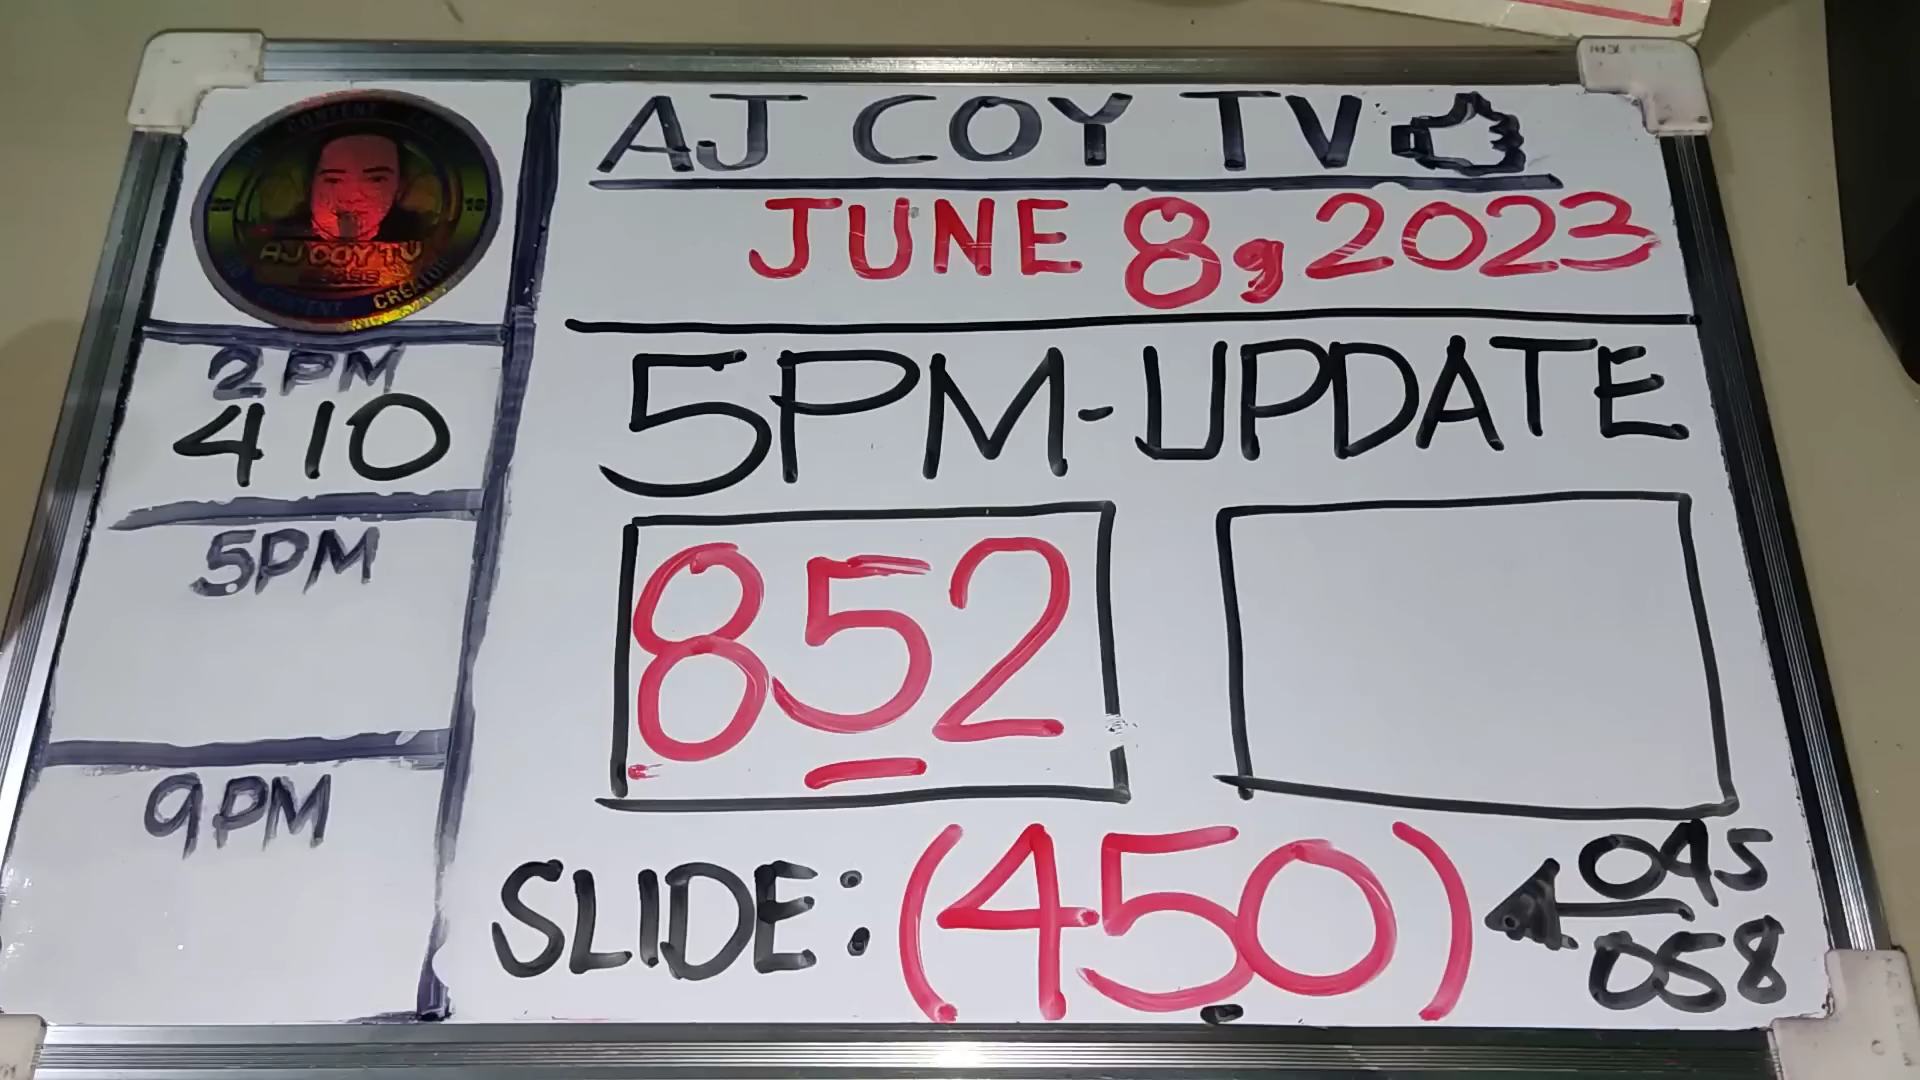 AJ COY TV
JUNE 8, 2023
CONTENT
AJ COY TV
CONTENT CREATOR
2PM
410
5PM
9PM
5PM-UPDATE
852
SLIDE: (450)
045
058